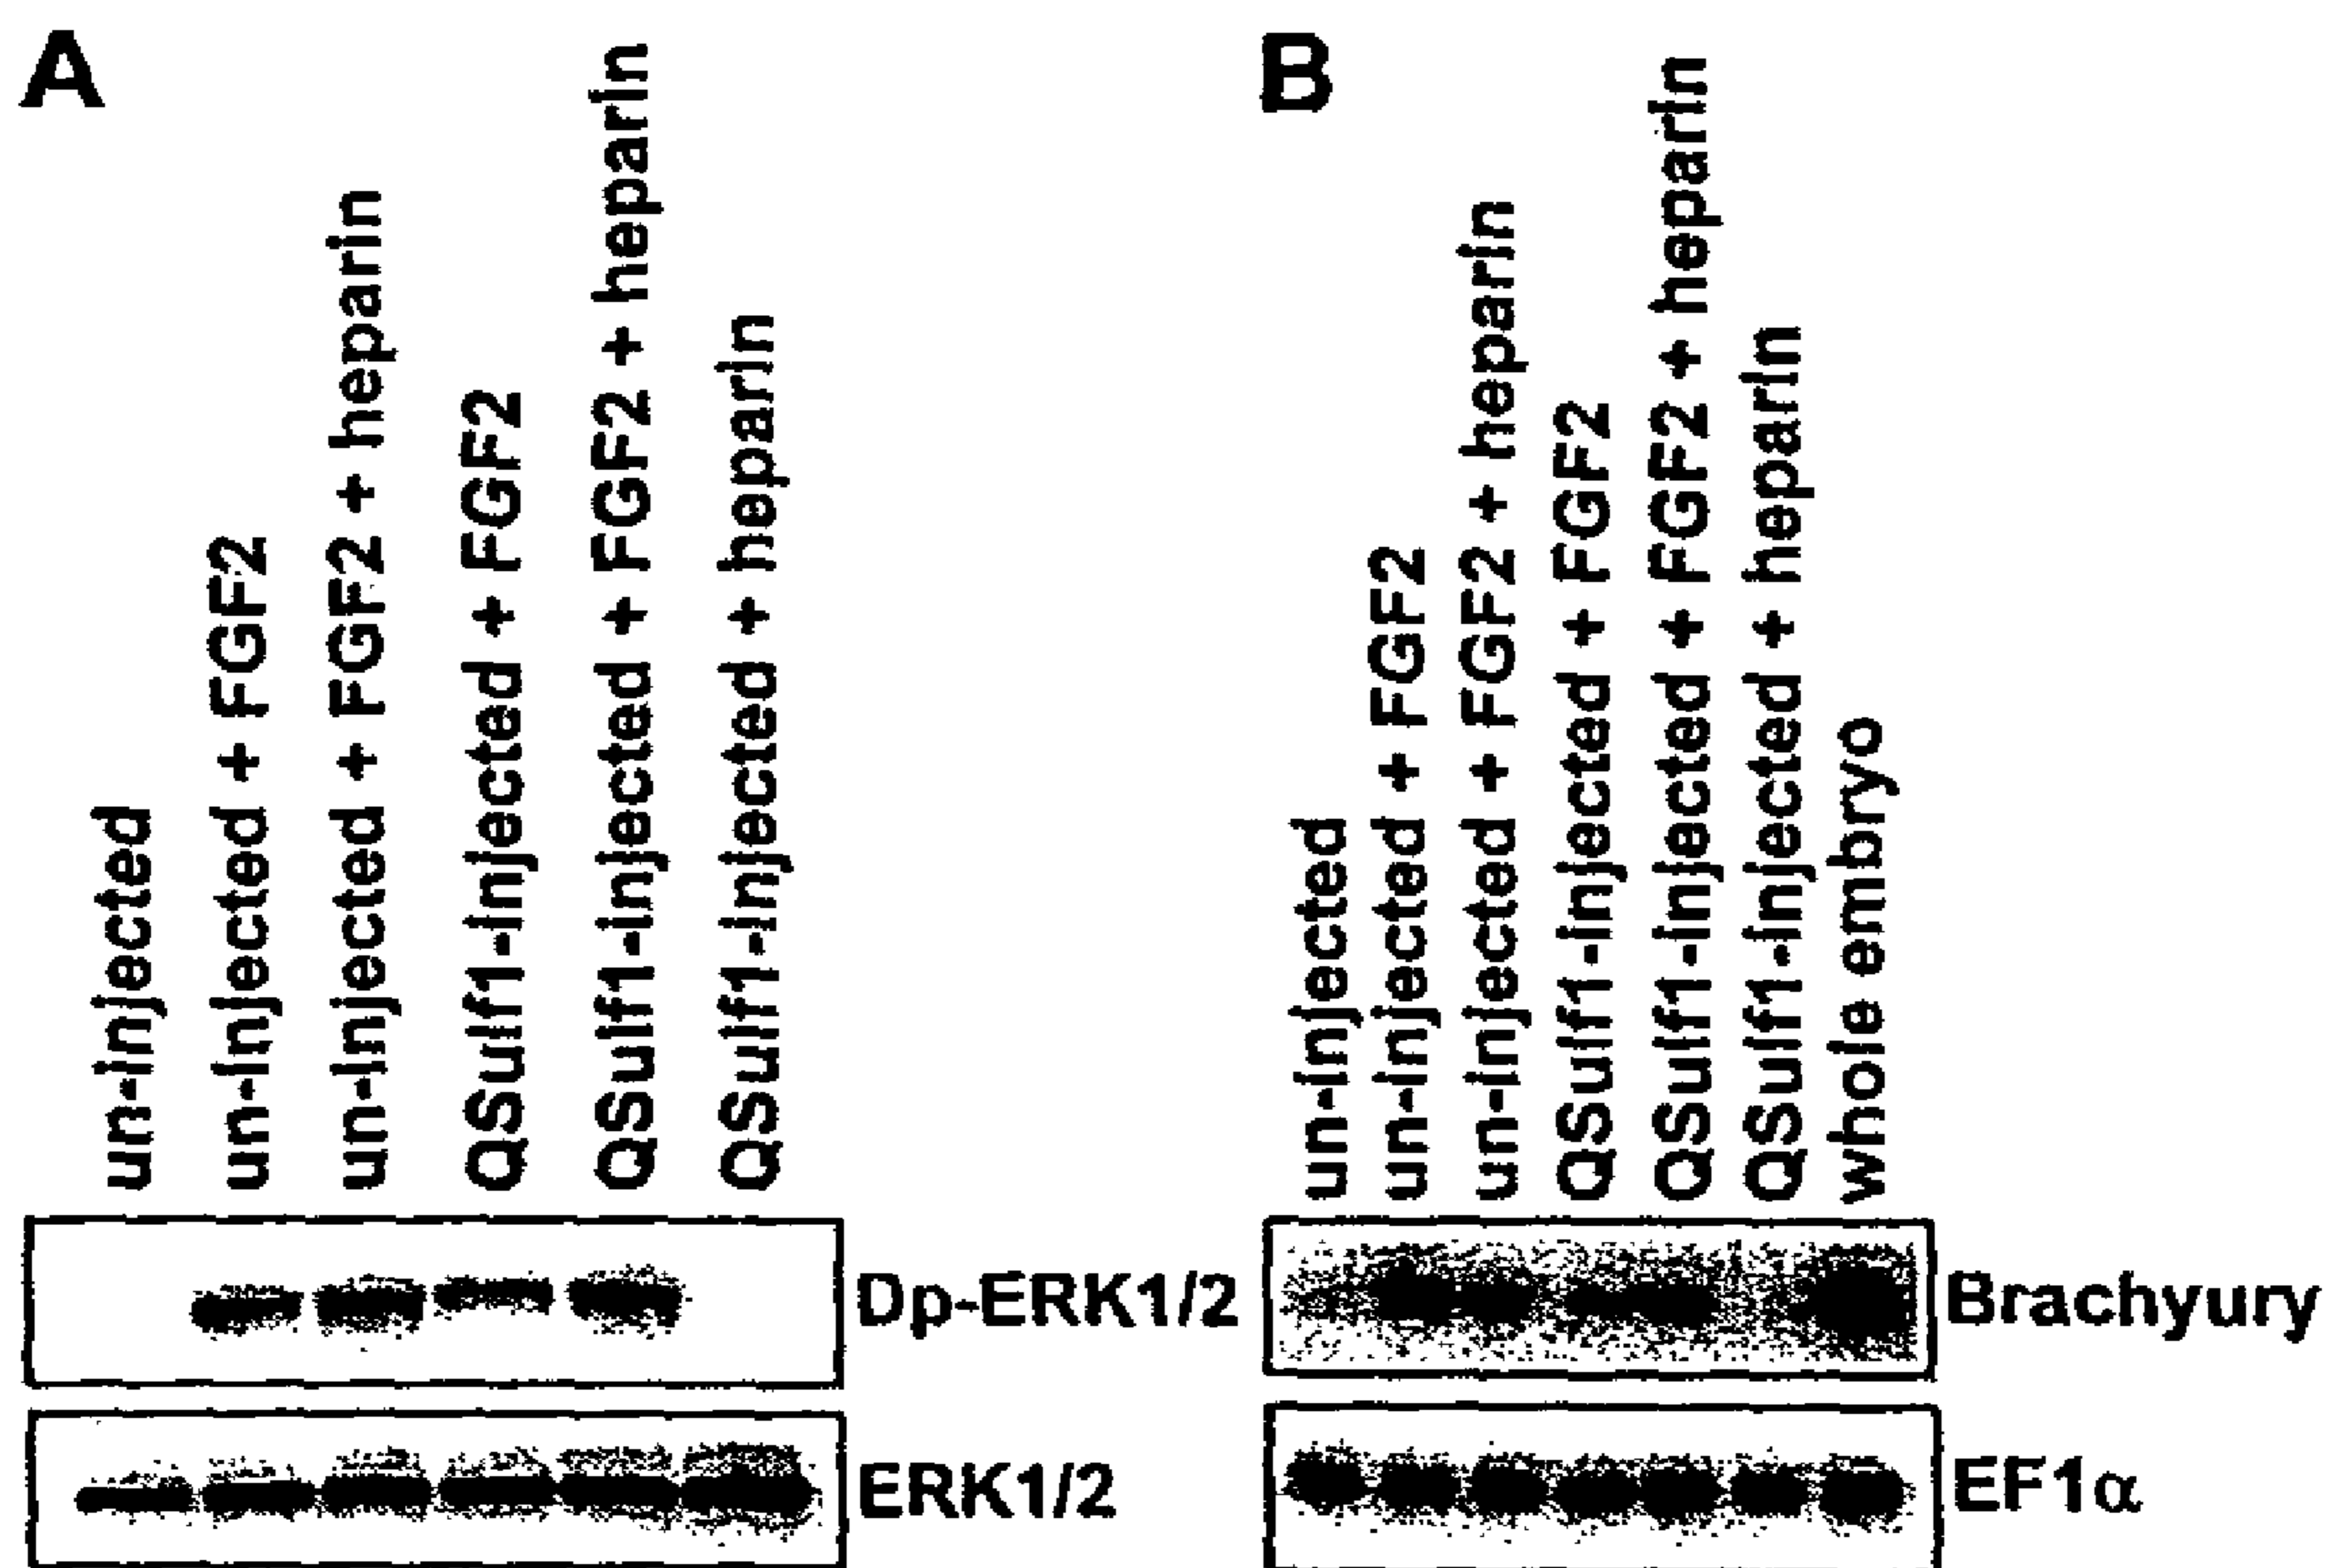 A
un-injected
un-injected + FGF2
un-injected + FGF2 + heparin
QSulf1-injected + FGF2
QSulf1-injected + FGF2 + heparin
QSulf1-injected + heparin
Dp-ERK1/2
ERK1/2
B
un-injected
un-injected + FGF2
un-injected + FGF2 + heparin
QSulf1-injected + FGF2
QSulf1-injected + FGF2 + heparin
QSulf1-injected + heparin
whole embryo
Brachyury
EF1α